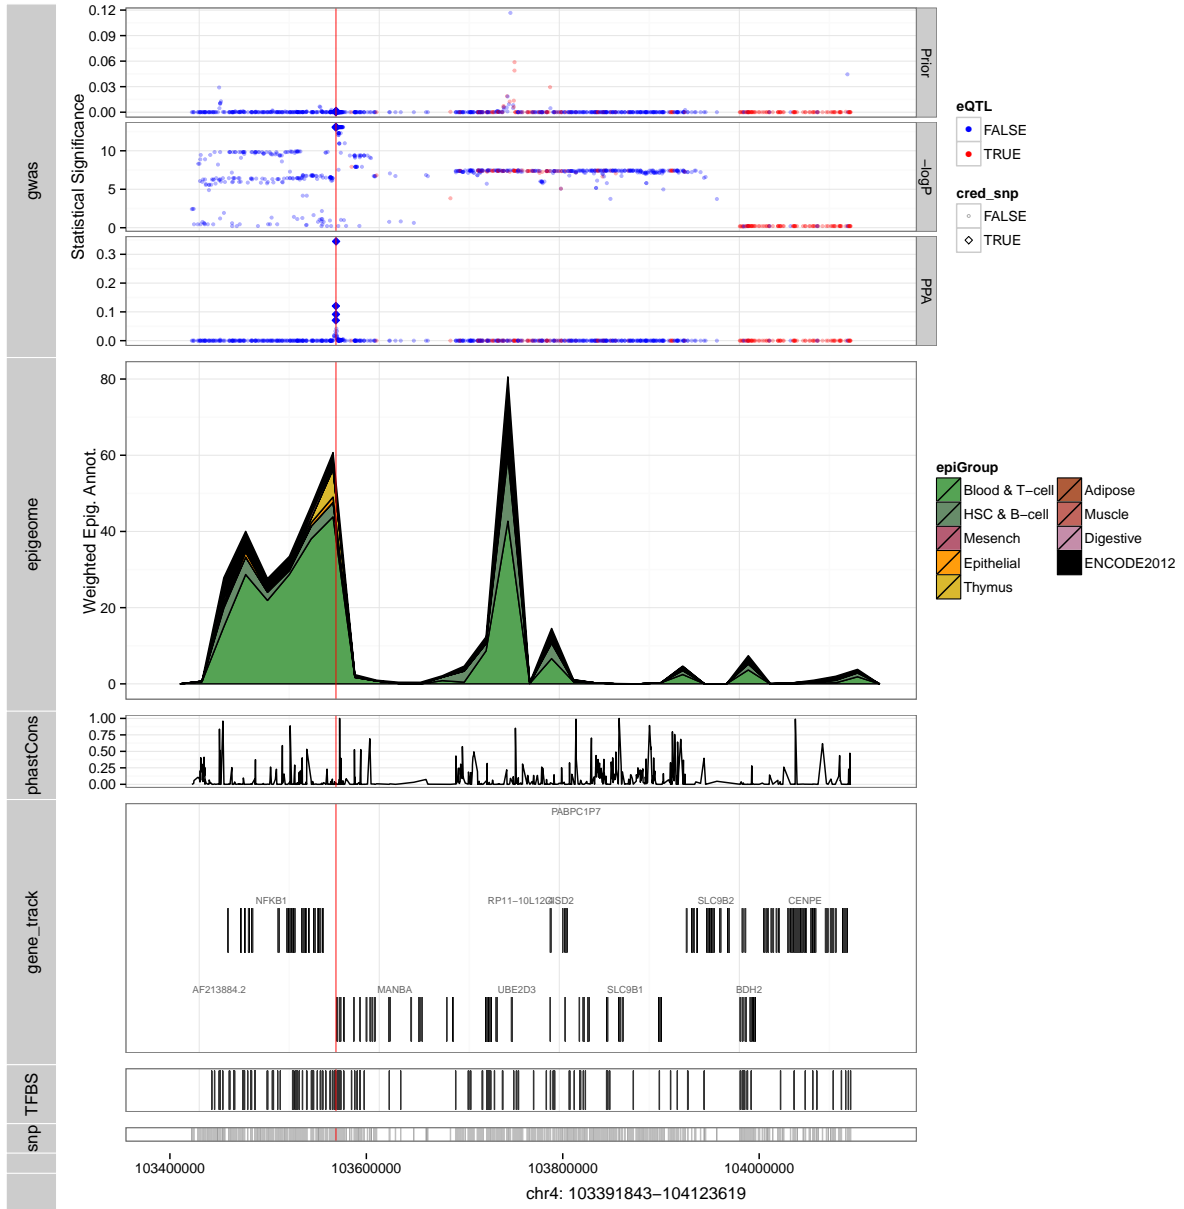 gwas
Statistical Significance
0.12
0.09
0.06
0.03
0.00
Prior
10
5
0
−logP
0.3
0.2
0.1
0.0
PPA
eQTL
FALSE
TRUE
cred_snp
FALSE
TRUE
epigeome
Weighted Epig. Annot.
80
60
40
20
0
epiGroup
Blood & T−cell
HSC & B−cell
Mesench
Epithelial
Thymus
Adipose
Muscle
Digestive
ENCODE2012
phastCons
1.00
0.75
0.50
0.25
0.00
gene_track
PABPC1P7
NFKB1
RP11−10L12.4
CISD2
SLC9B2
CENPE
AF213884.2
MANBA
UBE2D3
SLC9B1
BDH2
TFBS
snp
103400000
103600000
103800000
104000000
chr4: 103391843−104123619